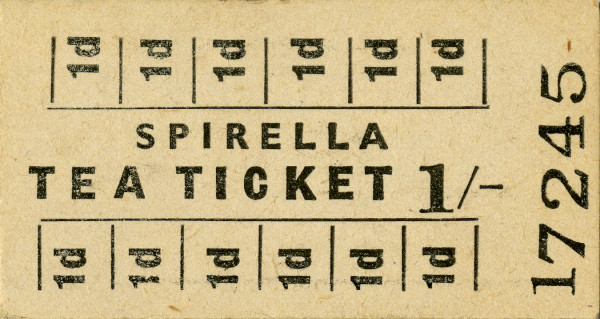 1d 1d 1d 1d 1d 1d
SPIRELLA
TEA TICKET 1/-
1d 1d 1d 1d 1d 1d
17245